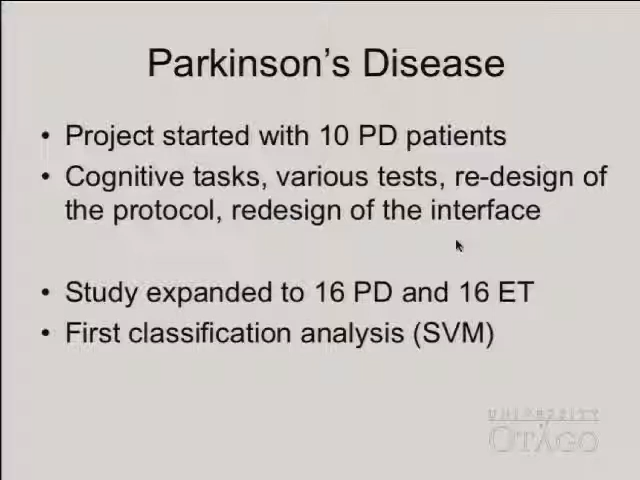 Parkinson's Disease
• Project started with 10 PD patients
• Cognitive tasks, various tests, re-design of
the protocol, redesign of the interface
• Study expanded to 16 PD and 16 ET
• First classification analysis (SVM)
UNIVERSITY
OTAGO